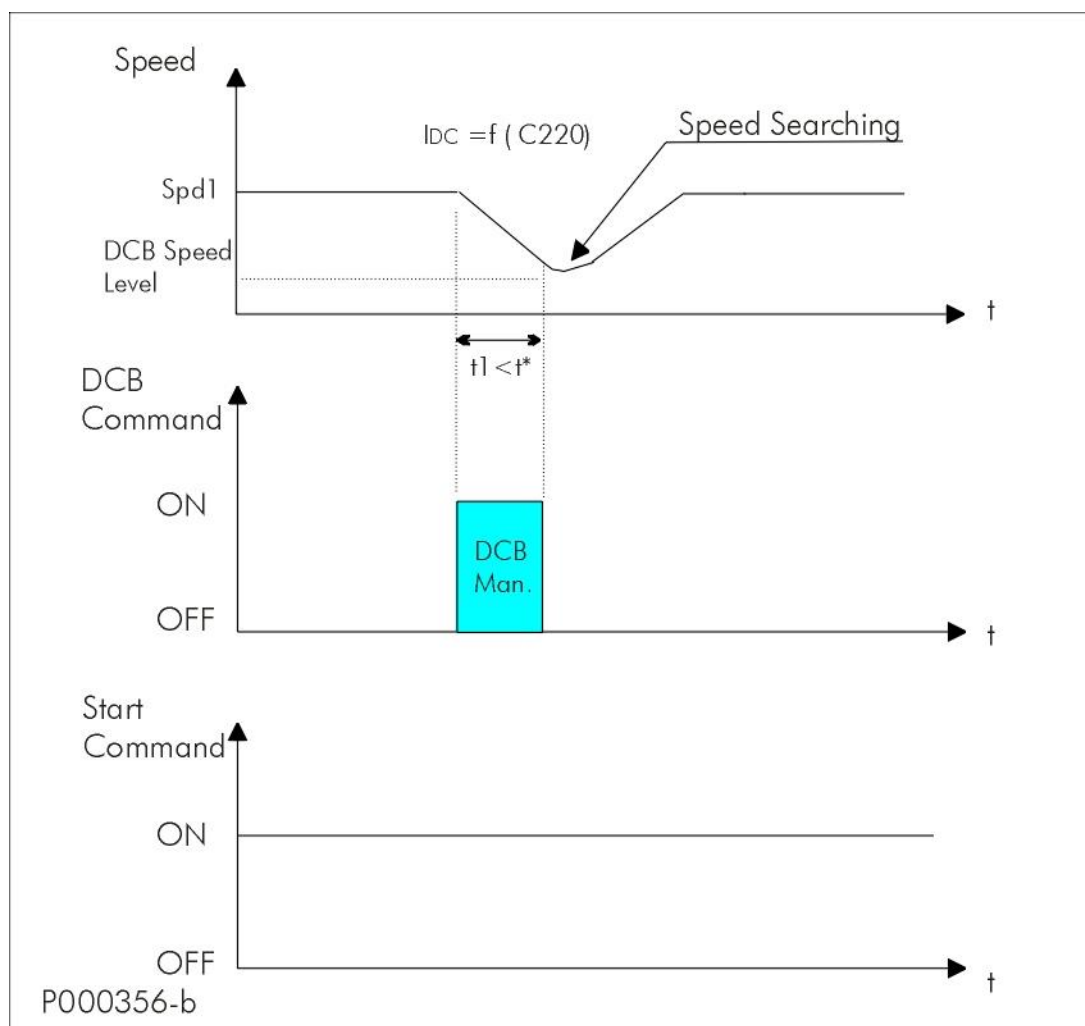 Speed
IDC =f ( C220)
Speed Searching
Spd1
DCB Speed
Level
t
t1 <t*
DCB
Command
ON
DCB
Man.
OFF
t
Start
Command
ON
OFF
t
P000356-b